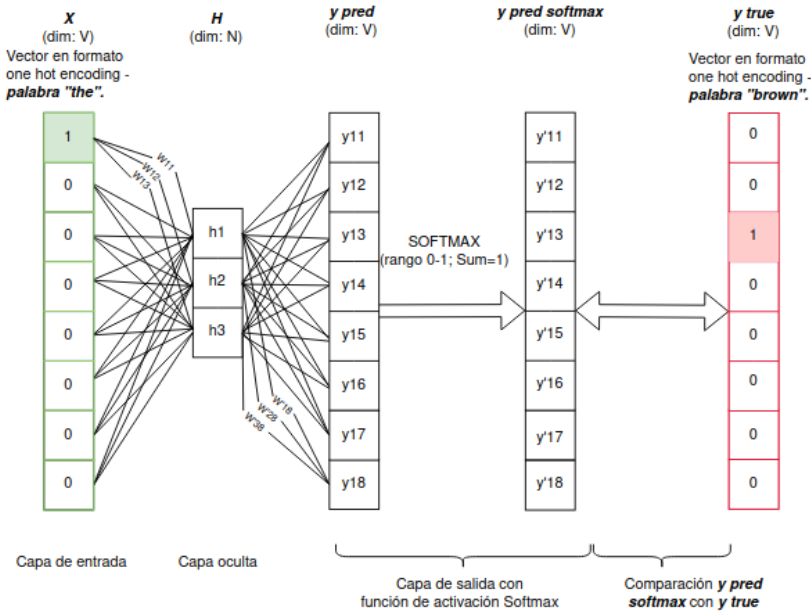 X
(dim: V)
Vector en formato
one hot encoding -
palabra "the".
H
(dim: N)
y pred
(dim: V)
y pred softmax
(dim: V)
y true
(dim: V)
Vector en formato
one hot encoding -
palabra "brown".
1
0
0
0
0
0
0
0
W11
W12
W13
h1
h2
h3
W'18
W'28
W'38
y11
y12
y13
y14
y15
y16
y17
y18
SOFTMAX
(rango 0-1; Sum=1)
y'11
y'12
y'13
y'14
y'15
y'16
y'17
y'18
0
0
1
0
0
0
0
0
Capa de entrada
Capa oculta
Capa de salida con
función de activación Softmax
Comparación y pred
softmax con y true